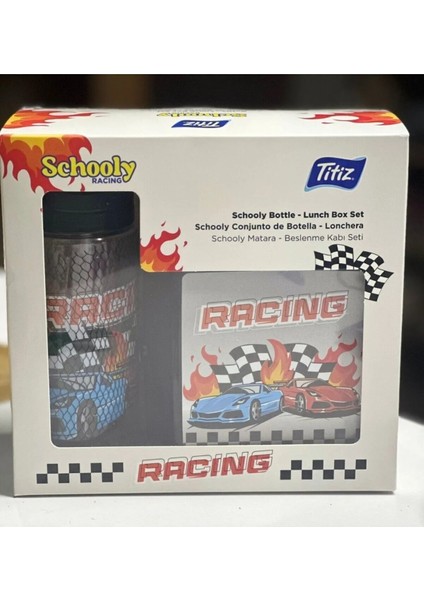 Schooly
RACING
Titiz
Titiz
Schooly Bottle - Lunch Box Set
Schooly Conjunto de Botella - Lonchera
Schooly Matara - Beslenme Kabı Seti
RACING
RACING
RACING